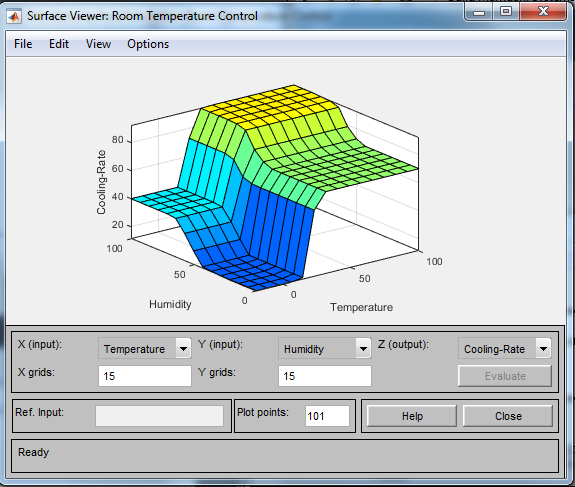 Surface Viewer: Room Temperature Control
File Edit View Options
Cooling-Rate
80
60
40
20
100
50
0
0
50
100
Humidity
Temperature
X (input): Temperature Y (input): Humidity Z (output): Cooling-Rate
X grids: 15 Y grids: 15 Evaluate
Ref. Input: Plot points: 101 Help Close
Ready